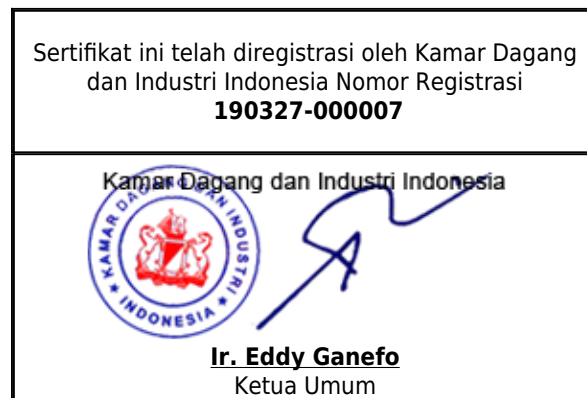 Sertifikat ini telah diregistrasi oleh Kamar Dagang
dan Industri Indonesia Nomor Registrasi
190327-000007
Kamar Dagang dan Industri Indonesia
KAMAR DAGANG DAN INDUSTRI
INDONESIA
Ir. Eddy Ganefo
Ketua Umum